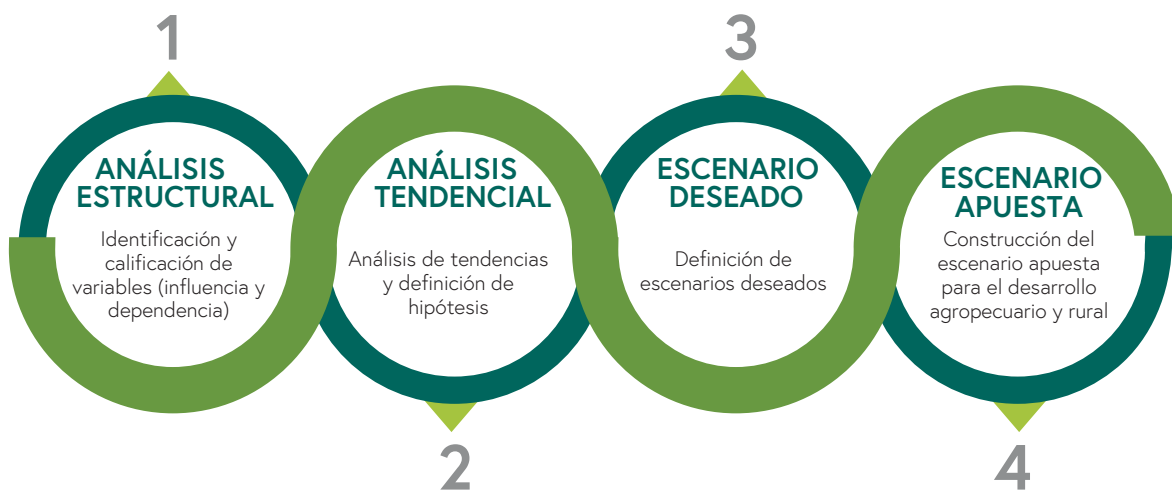 1
ANÁLISIS
ESTRUCTURAL
Identificación y
calificación de
variables (influencia y
dependencia)
2
ANÁLISIS
TENDENCIAL
Análisis de tendencias
y definición de
hipótesis
3
ESCENARIO
DESEADO
Definición de
escenarios deseados
4
ESCENARIO
APUESTA
Construcción del
escenario apuesta
para el desarrollo
agropecuario y rural